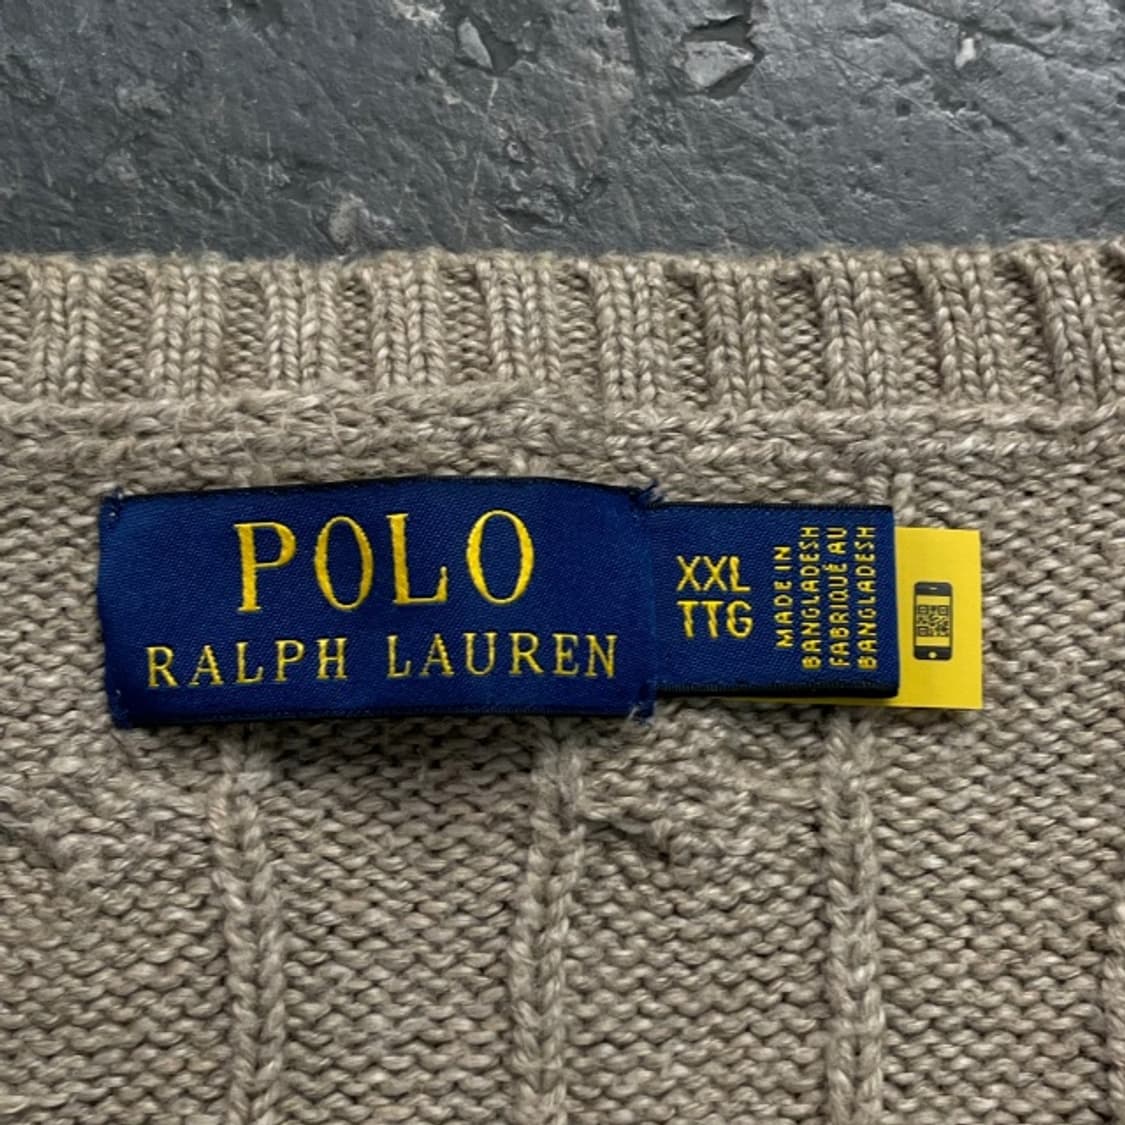 POLO
RALPH LAUREN
XXL
TTG
MADE IN
BANGLADESH
FABRIQUÉ AU
BANGLADESH